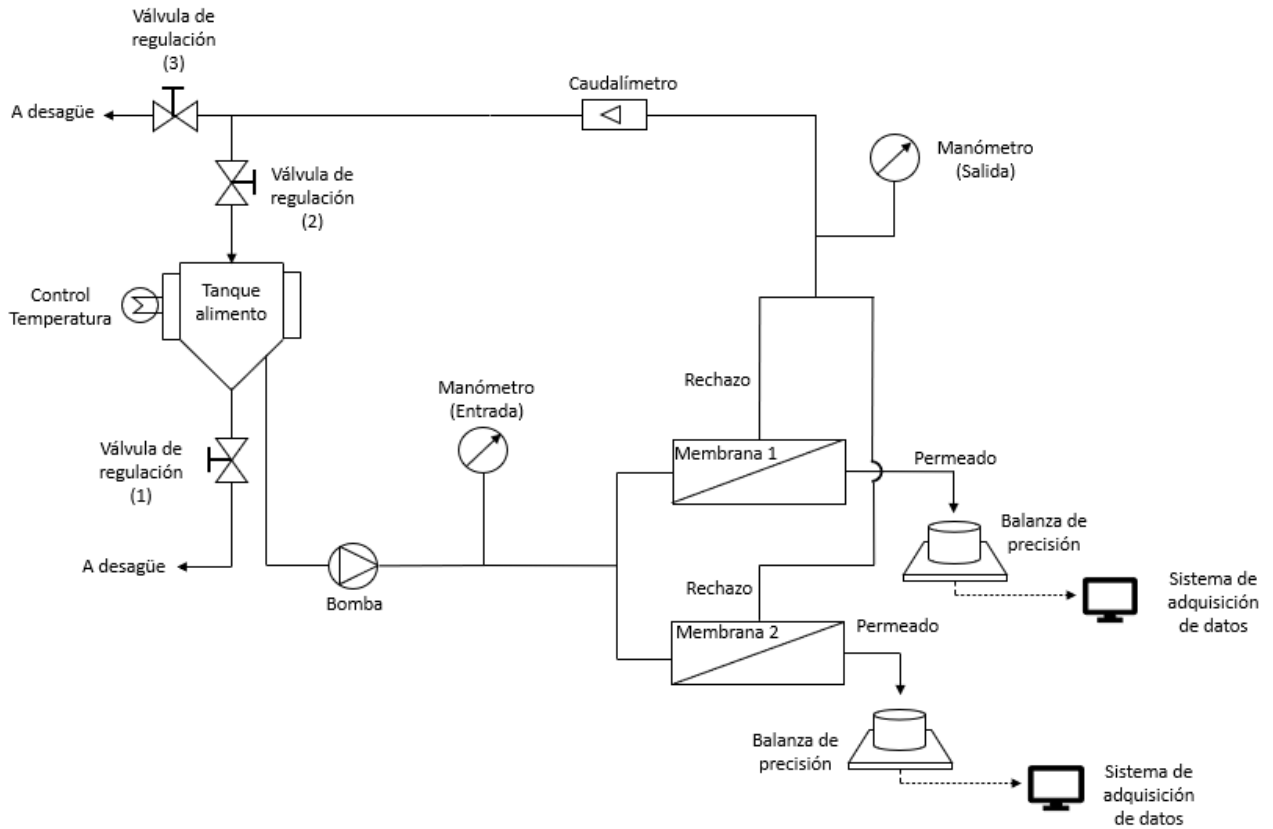 Válvula de
regulación
(3)
A desagüe
Caudalímetro
Manómetro
(Salida)
Válvula de
regulación
(2)
Control
Temperatura
Tanque
alimento
Rechazo
Manómetro
(Entrada)
Válvula de
regulación
(1)
Membrana 1
Permeado
Balanza de
precisión
A desagüe
Bomba
Rechazo
Sistema de
adquisición
de datos
Membrana 2
Permeado
Balanza de
precisión
Sistema de
adquisición
de datos